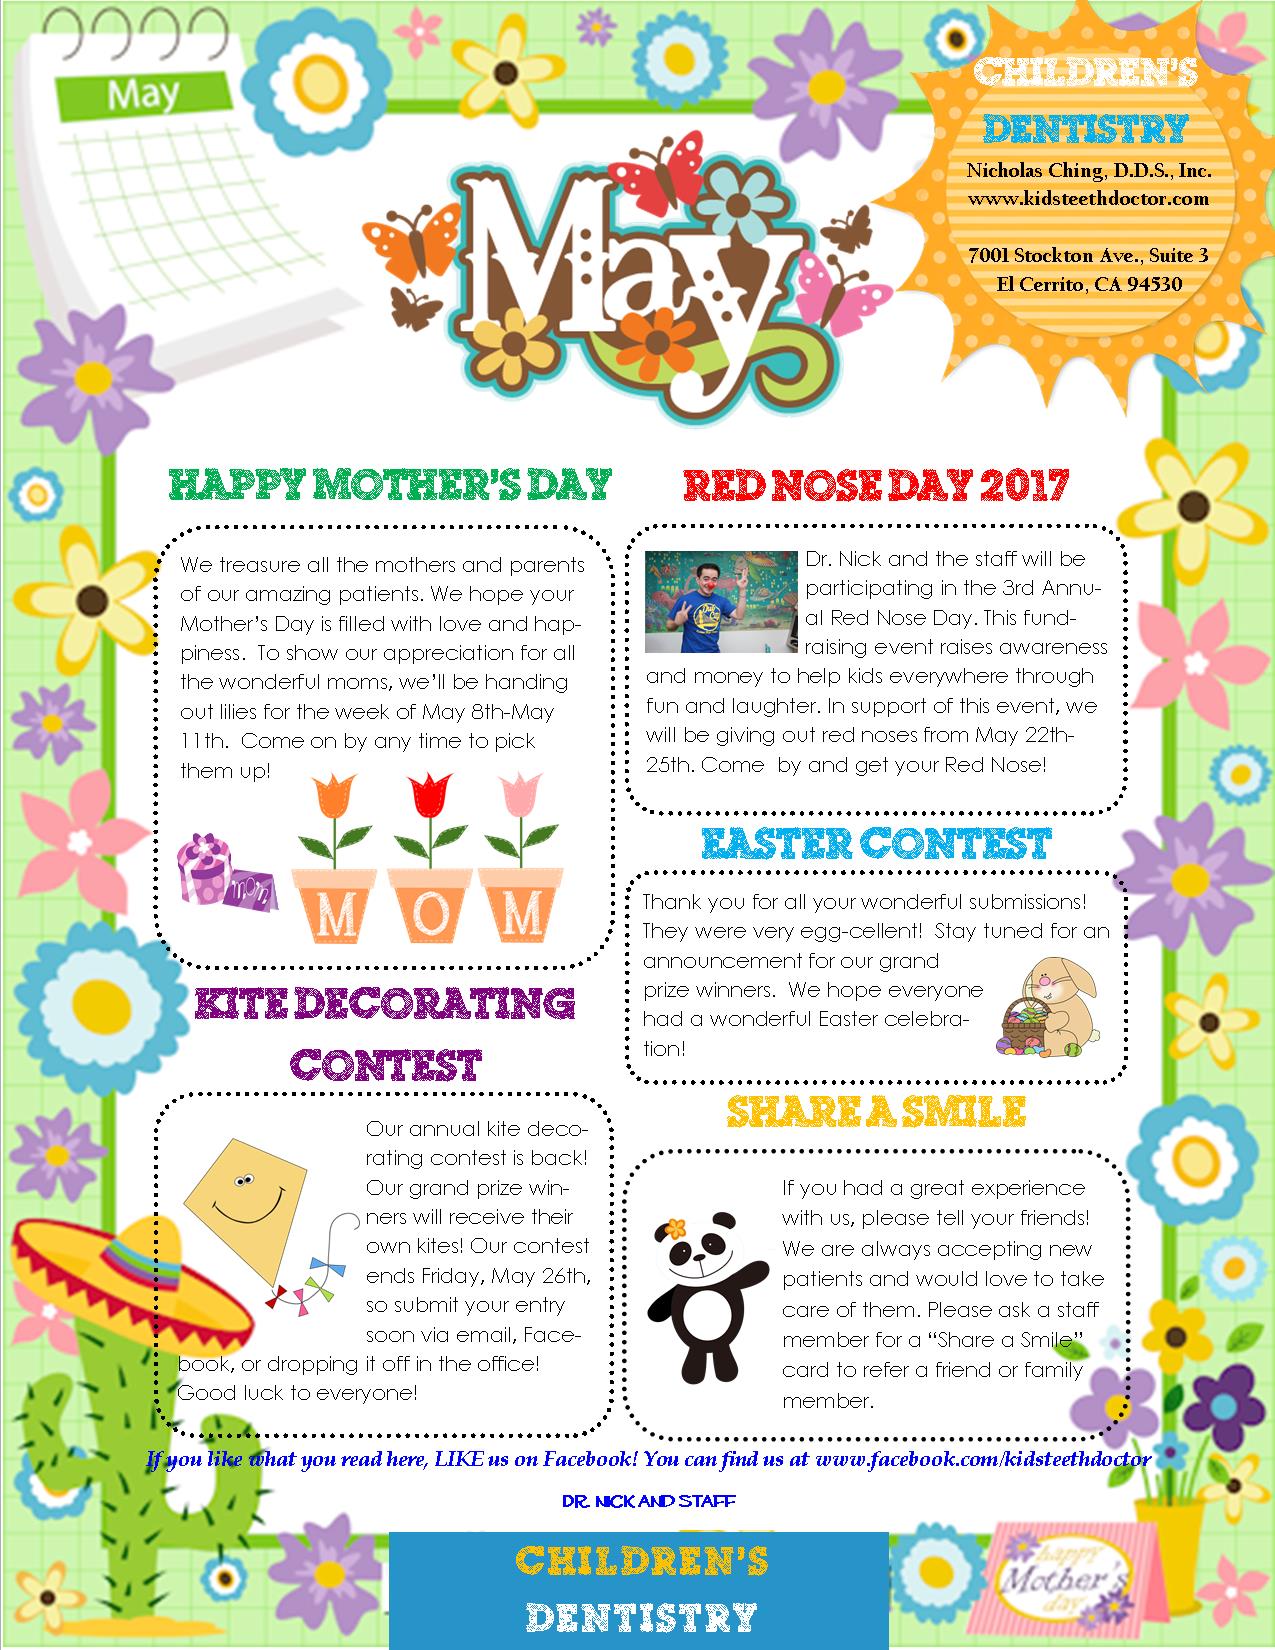 May
May
CHILDREN'S
DENTISTRY
Nicholas Ching, D.D.S., Inc.
www.kidsteethdoctor.com
7001 Stockton Ave., Suite 3
El Cerrito, CA 94530
HAPPY MOTHER'S DAY
We treasure all the mothers and parents
of our amazing patients. We hope your
Mother's Day is filled with love and hap-
piness.  To show our appreciation for all
the wonderful moms, we'll be handing
out lilies for the week of May 8th-May
11th.  Come on by any time to pick
them up!
mom
M O M
KITE DECORATING
CONTEST
Our annual kite deco-
rating contest is back!
Our grand prize win-
ners will receive their
own kites! Our contest
ends Friday, May 26th,
so submit your entry
soon via email, Face-
book, or dropping it off in the office!
Good luck to everyone!
RED NOSE DAY 2017
Dr. Nick and the staff will be
participating in the 3rd Annu-
al Red Nose Day. This fund-
raising event raises awareness
and money to help kids everywhere through
fun and laughter. In support of this event, we
will be giving out red noses from May 22th-
25th. Come  by and get your Red Nose!
EASTER CONTEST
Thank you for all your wonderful submissions!
They were very egg-cellent!  Stay tuned for an
announcement for our grand
prize winners.  We hope everyone
had a wonderful Easter celebra-
tion!
SHARE A SMILE
If you had a great experience
with us, please tell your friends!
We are always accepting new
patients and would love to take
care of them. Please ask a staff
member for a “Share a Smile”
card to refer a friend or family
member.
If you like what you read here, LIKE us on Facebook! You can find us at www.facebook.com/kidsteethdoctor
DR. NICK AND STAFF
CHILDREN'S
DENTISTRY
happy
Mother's
day